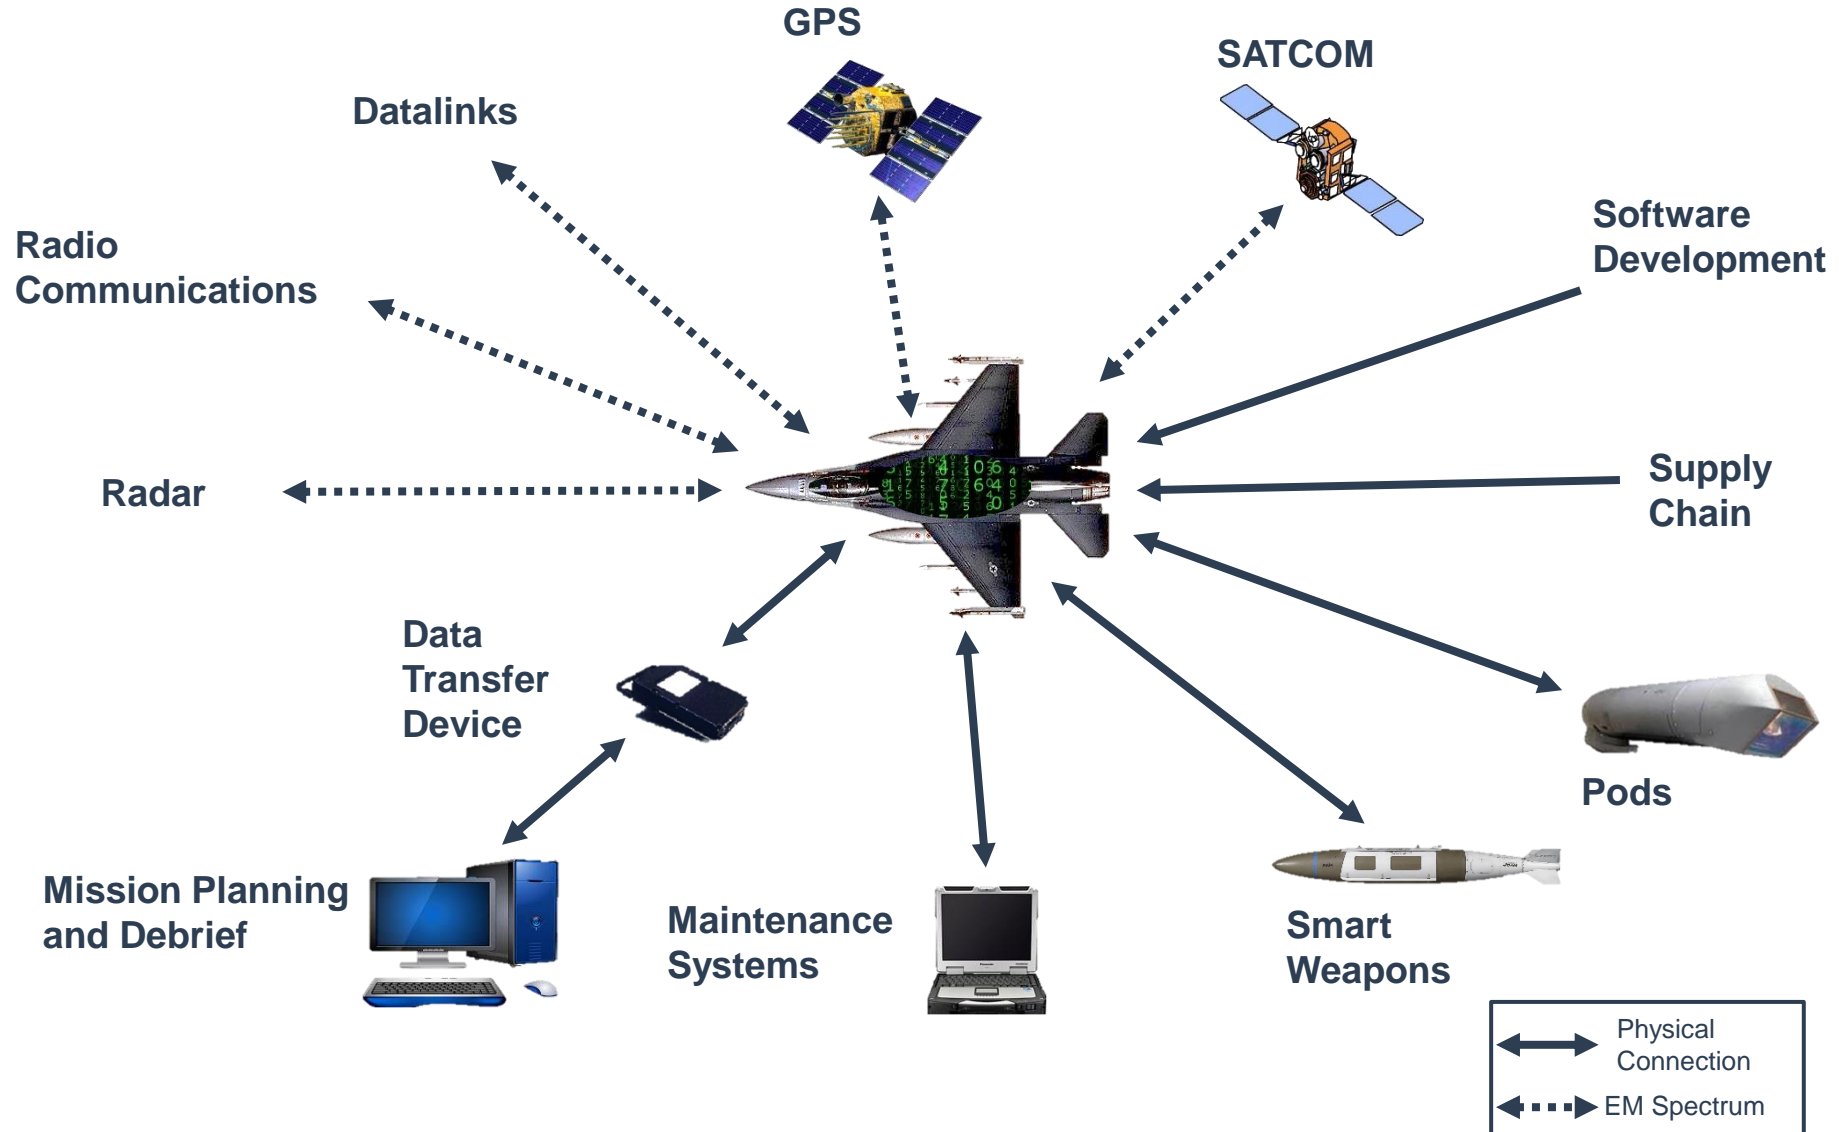 GPS
SATCOM
Datalinks
Software
Development
Radio
Communications
Radar
Supply
Chain
Data
Transfer
Device
Pods
Mission Planning
and Debrief
Maintenance
Systems
Smart
Weapons
Physical
Connection
EM Spectrum